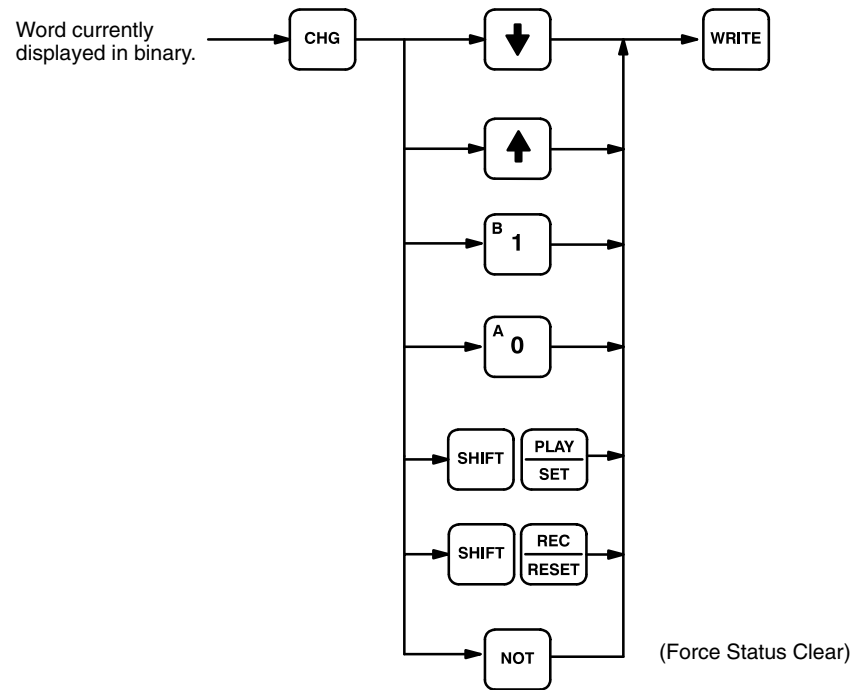 Word currently
displayed in binary.
CHG
WRITE
B
1
A
0
SHIFT
PLAY
SET
SHIFT
REC
RESET
NOT
(Force Status Clear)